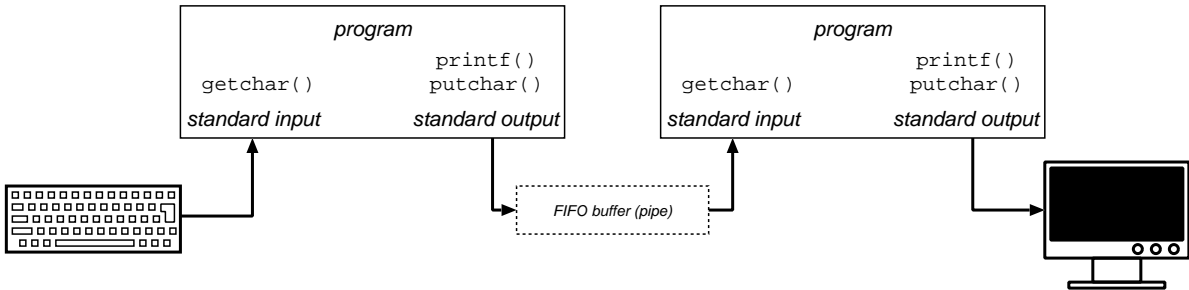 program
printf()
getchar() putchar()
standard input standard output
program
printf()
getchar() putchar()
standard input standard output
FIFO buffer (pipe)